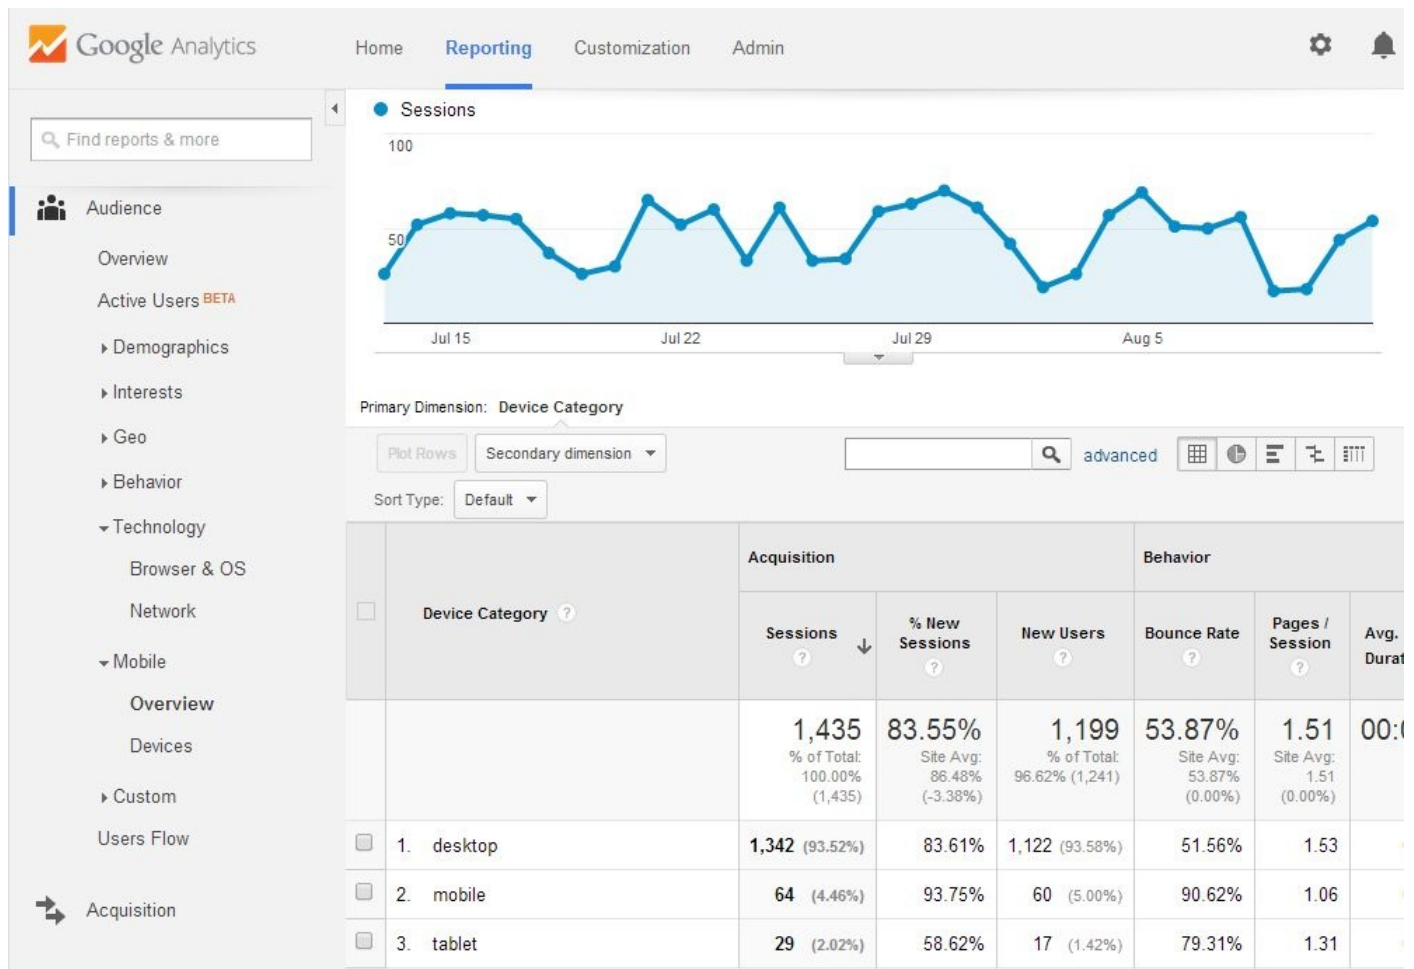 Google Analytics
Home Reporting Customization Admin
Find reports & more
Audience
Overview
Active Users BETA
Demographics
Interests
Geo
Behavior
Technology
Browser & OS
Network
Mobile
Overview
Devices
Custom
Users Flow
Acquisition
Sessions
100
50
Jul 15 Jul 22 Jul 29 Aug 5
Primary Dimension: Device Category
Plot Rows Secondary dimension advanced
Sort Type: Default
Acquisition Behavior
Device Category ?
Sessions ?
% New
Sessions
?
New Users ?
Bounce Rate ?
Pages /
Session
?
Avg.
Durat
1,435
% of Total:
100.00%
(1,435)
83.55%
Site Avg:
86.48%
(-3.38%)
1,199
% of Total:
96.62% (1,241)
53.87%
Site Avg:
53.87%
(0.00%)
1.51
Site Avg:
1.51
(0.00%)
00:
1. desktop 1,342 (93.52%) 83.61% 1,122 (93.58%) 51.56% 1.53
2. mobile 64 (4.46%) 93.75% 60 (5.00%) 90.62% 1.06
3. tablet 29 (2.02%) 58.62% 17 (1.42%) 79.31% 1.31